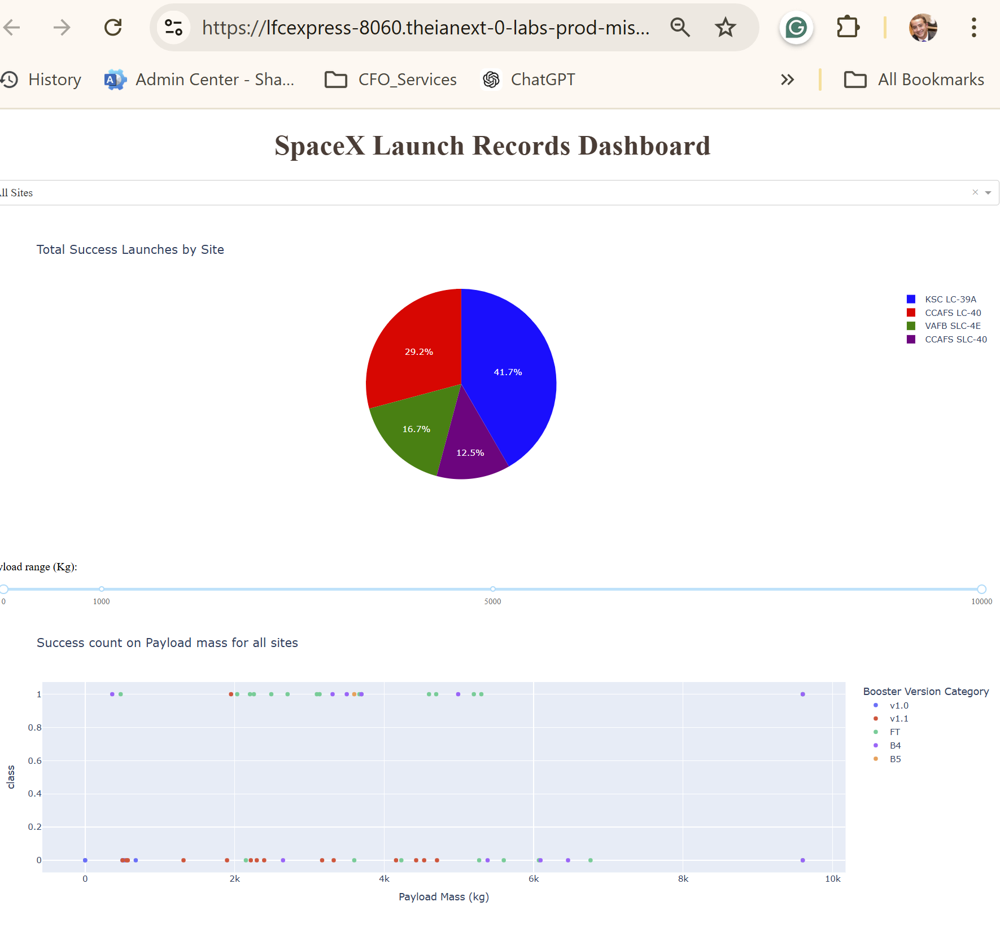 https://lfcexpress-8060.theianext-0-labs-prod-mis...
History
Admin Center - Sha...
CFO_Services
ChatGPT
All Bookmarks
SpaceX Launch Records Dashboard
ll Sites
Total Success Launches by Site
KSC LC-39A
CCAFS LC-40
VAFB SLC-4E
CCAFS SLC-40
29.2%
41.7%
16.7%
12.5%
yload range (Kg):
0
1000
5000
10000
Success count on Payload mass for all sites
Booster Version Category
v1.0
v1.1
FT
B4
B5
1
0.8
0.6
0.4
0.2
0
class
0
2k
4k
6k
8k
10k
Payload Mass (kg)